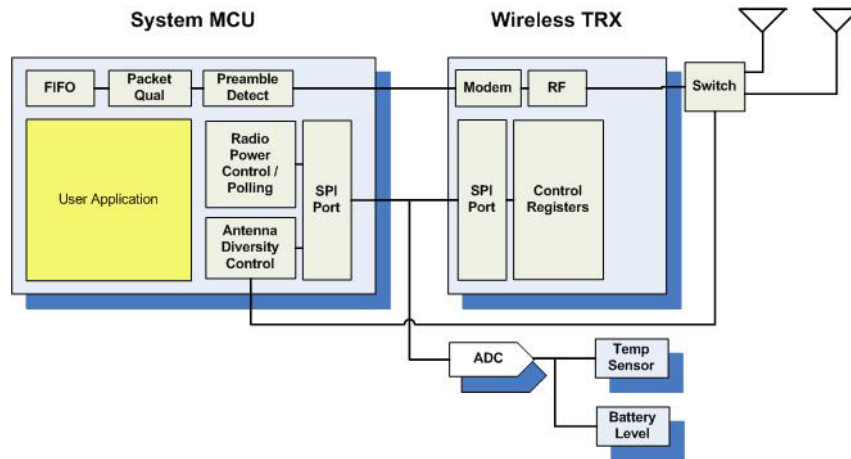 System MCU
Wireless TRX
FIFO
Packet
Qual
Preamble
Detect
Modem
RF
Switch
User Application
Radio
Power
Control /
Polling
SPI
Port
Antenna
Diversity
Control
SPI
Port
Control
Registers
ADC
Temp
Sensor
Battery
Level